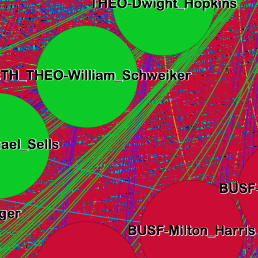 THEO-Dwight_Hopkins
TH_THEO-William_Schweiker
ael_Sells
BUSF-
ger
BUSF-Milton_Harris